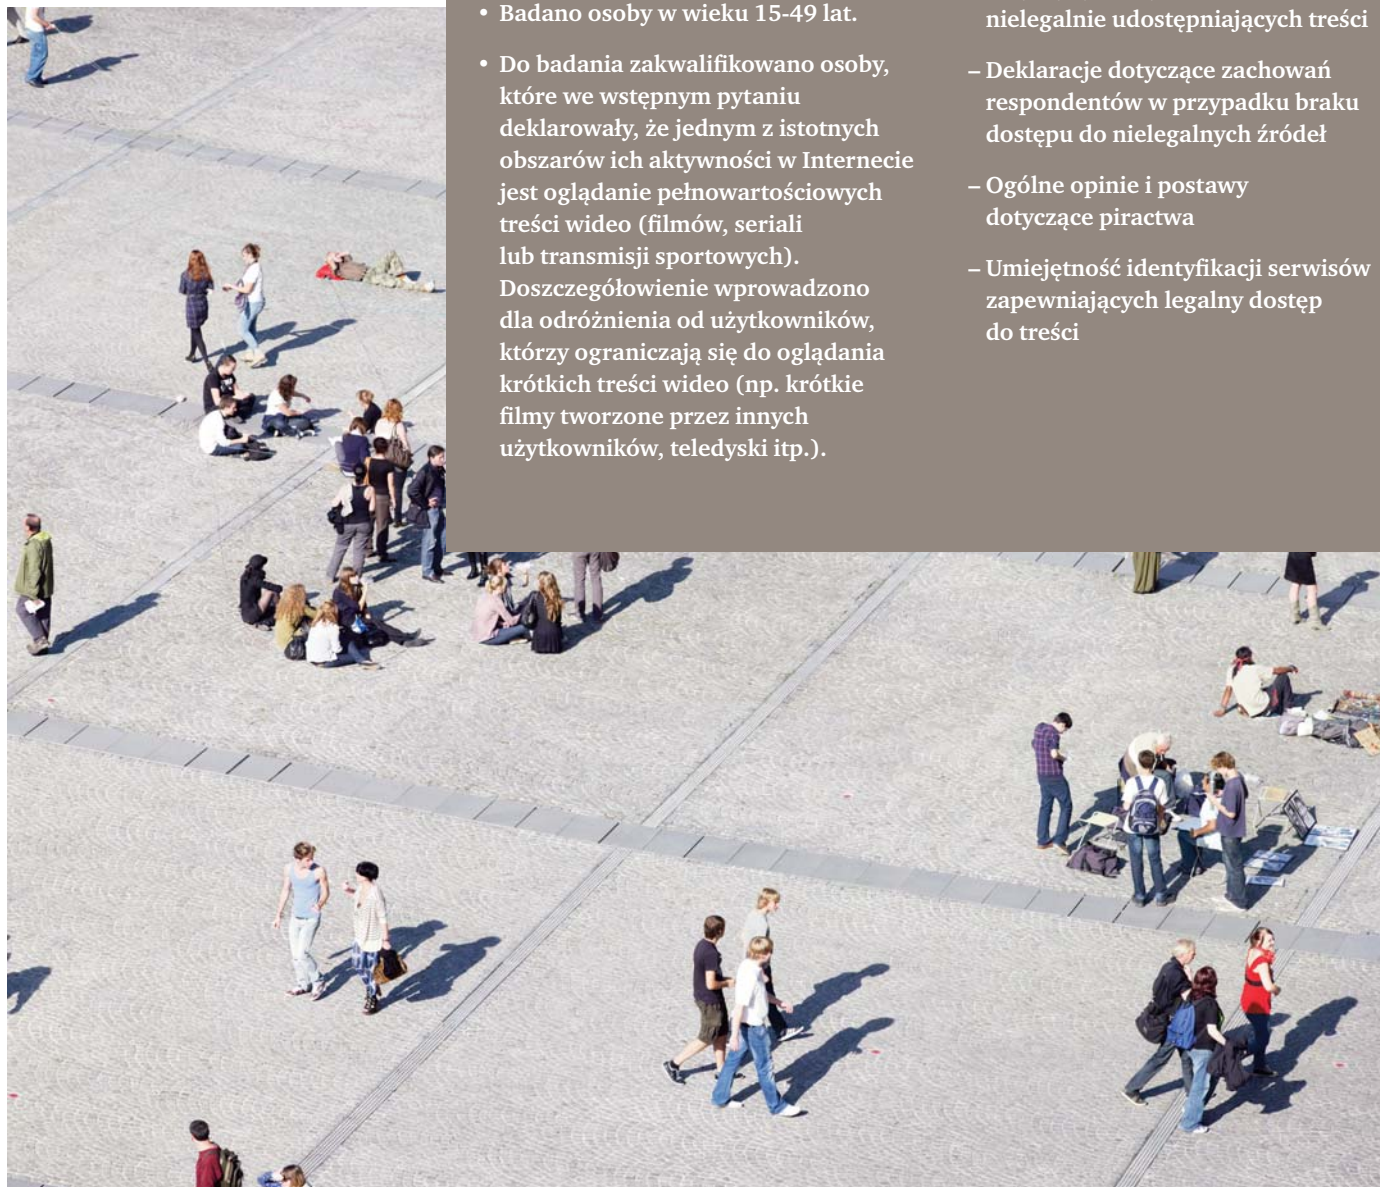 • Badano osoby w wieku 15-49 lat.
• Do badania zakwalifikowano osoby,
które we wstępnym pytaniu
deklarowały, że jednym z istotnych
obszarów ich aktywności w Internecie
jest oglądanie pełnowartościowych
treści wideo (filmów, seriali
lub transmisji sportowych).
Doszczegółowienie wprowadzono
dla odróżnienia od użytkowników,
którzy ograniczają się do oglądania
krótkich treści wideo (np. krótkie
filmy tworzone przez innych
użytkowników, teledyski itp.).
nielegalnie udostępniających treści
– Deklaracje dotyczące zachowań
respondentów w przypadku braku
dostępu do nielegalnych źródeł
– Ogólne opinie i postawy
dotyczące piractwa
– Umiejętność identyfikacji serwisów
zapewniających legalny dostęp
do treści